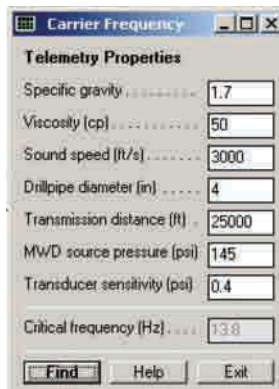 Carrier Frequency
Telemetry Properties
Specific gravity ......... 1.7
Viscosity (cp) ........... 50
Sound speed (ft/s) ....... 3000
Drillpipe diameter (in) ..... 4
Transmission distance (ft) . 25000
MWD source pressure (psi) 145
Transducer sensitivity (psi) 0.4
Critical frequency (Hz) .... 13.8
Find Help Exit